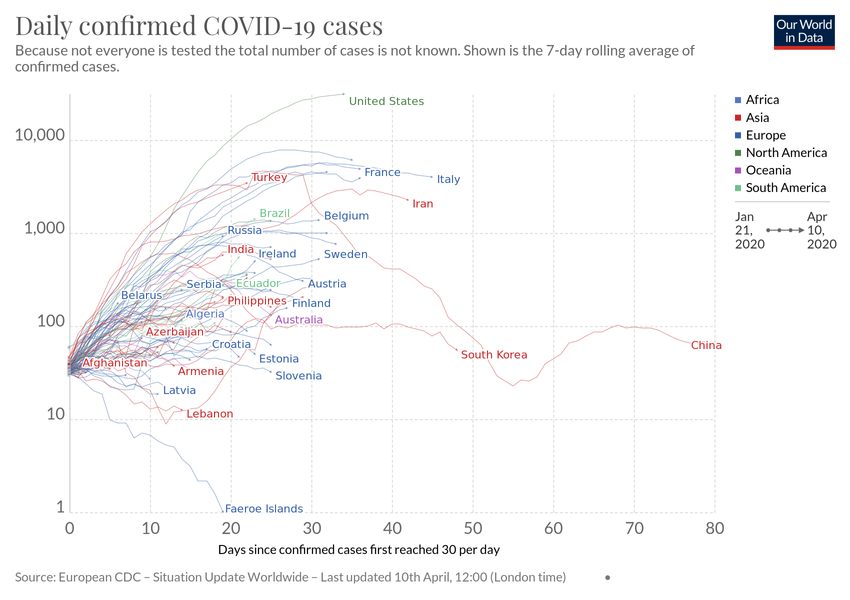 Daily confirmed COVID-19 cases
Because not everyone is tested the total number of cases is not known. Shown is the 7-day rolling average of
confirmed cases.
Our World
in Data
10,000
1,000
100
10
1
0
10
20
30
40
50
60
70
80
Days since confirmed cases first reached 30 per day
United States
Turkey
France
Italy
Iran
Brazil
Belgium
Russia
India
Ireland
Sweden
Serbia
Ecuador
Austria
Belarus
Philippines
Finland
Algeria
Australia
Azerbaijan
Croatia
China
South Korea
Estonia
Afghanistan
Armenia
Slovenia
Latvia
Lebanon
Faeroe Islands
Africa
Asia
Europe
North America
Oceania
South America
Jan
21,
2020
Apr
10,
2020
Source: European CDC – Situation Update Worldwide – Last updated 10th April, 12:00 (London time)